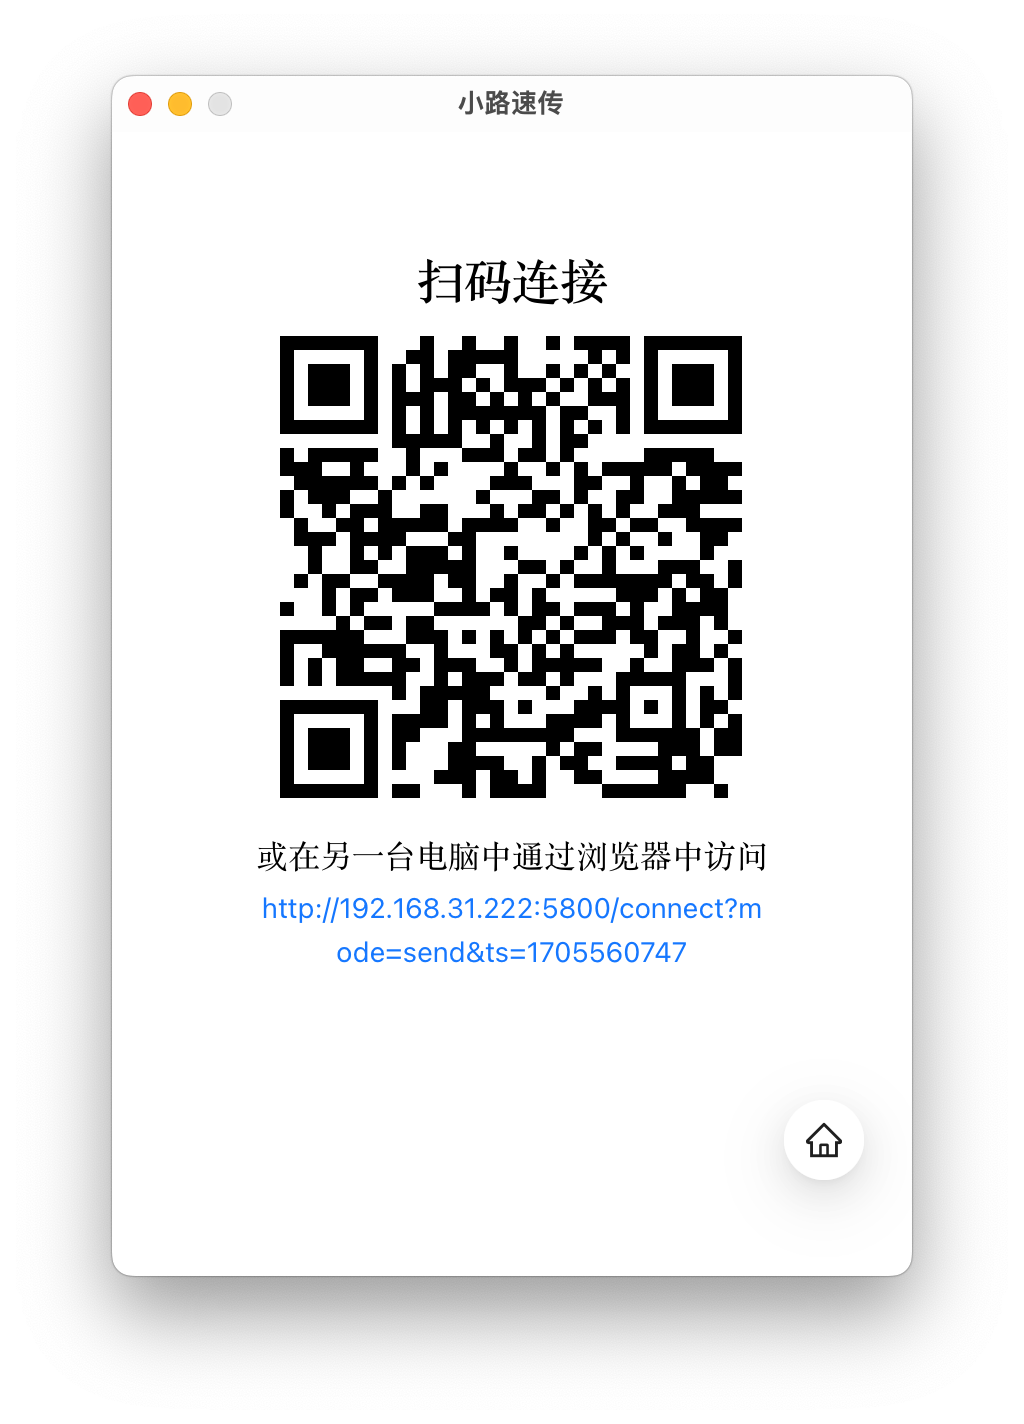 小路速传
扫码连接
或在另一台电脑中通过浏览器中访问
http://192.168.31.222:5800/connect?m
ode=send&ts=1705560747